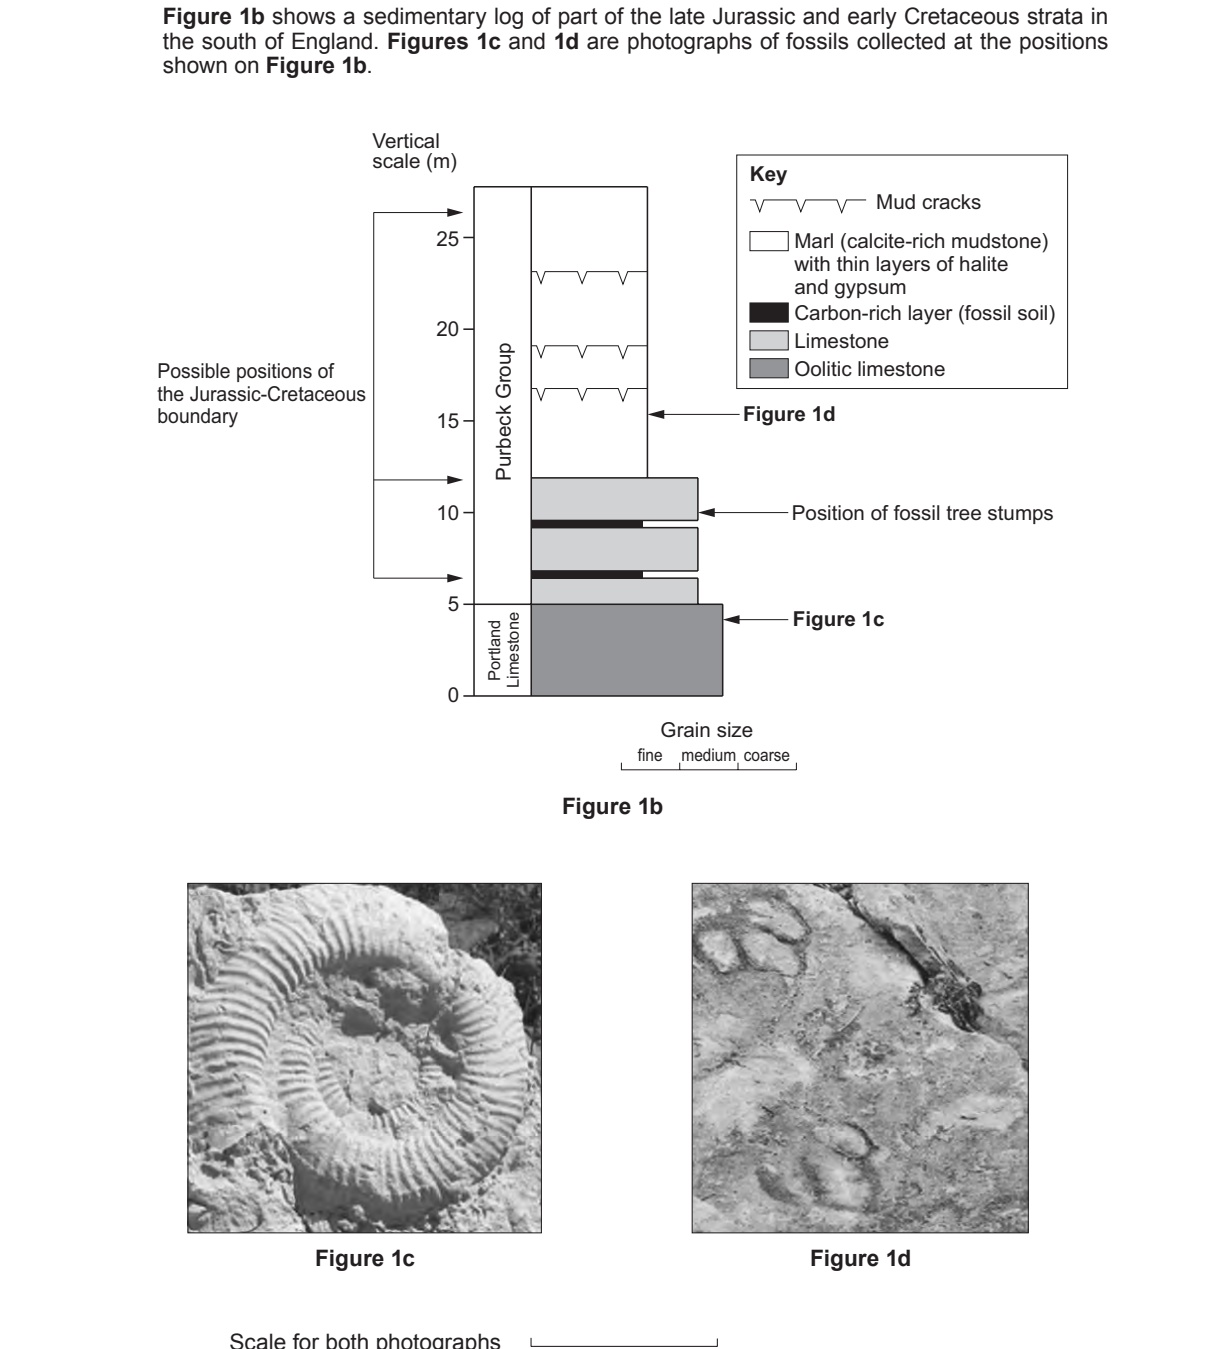 Figure 1b shows a sedimentary log of part of the late Jurassic and early Cretaceous strata in
the south of England. Figures 1c and 1d are photographs of fossils collected at the positions
shown on Figure 1b.
Vertical
scale (m)
Key
Mud cracks
Marl (calcite-rich mudstone)
with thin layers of halite
and gypsum
Carbon-rich layer (fossil soil)
Limestone
Oolitic limestone
25
20
15
10
5
0
Possible positions of
the Jurassic-Cretaceous
boundary
Purbeck Group
Portland
Limestone
Figure 1d
Position of fossil tree stumps
Figure 1c
Grain size
fine medium coarse
Figure 1b
Figure 1c
Figure 1d
Scale for both photographs